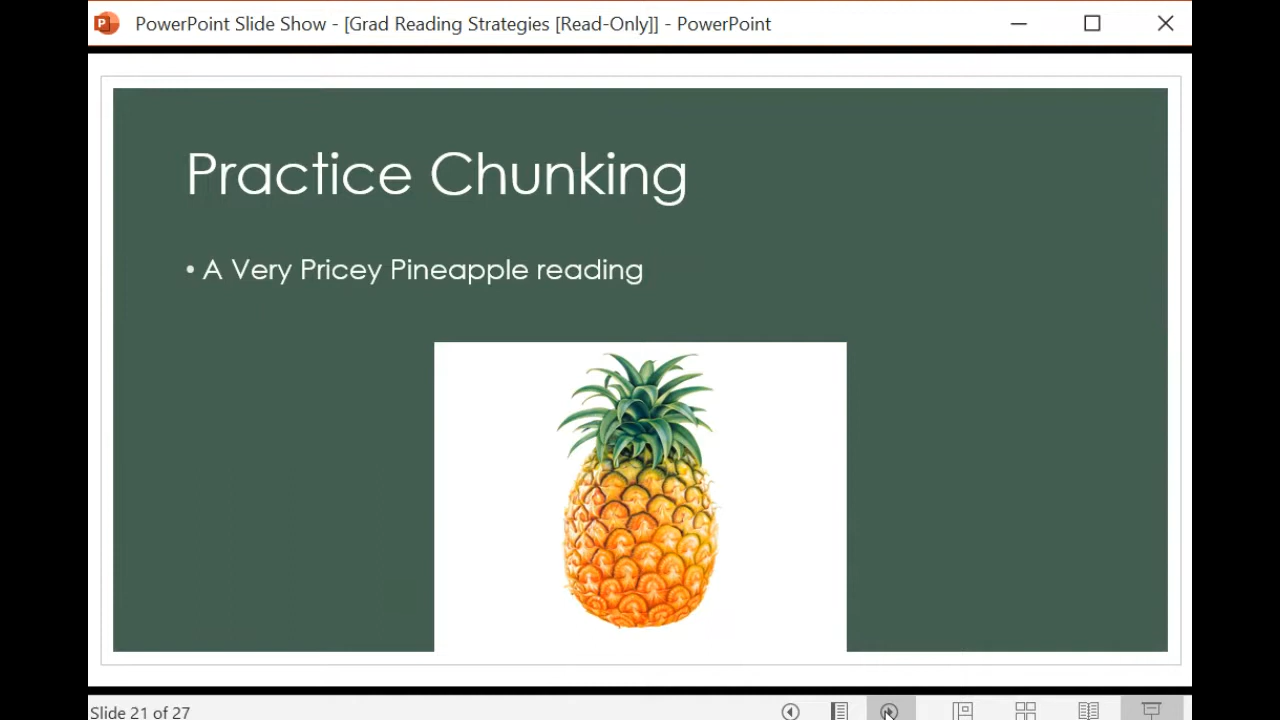 PowerPoint Slide Show - [Grad Reading Strategies [Read-Only]] - PowerPoint
Practice Chunking
• A Very Pricey Pineapple reading
Slide 21 of 27